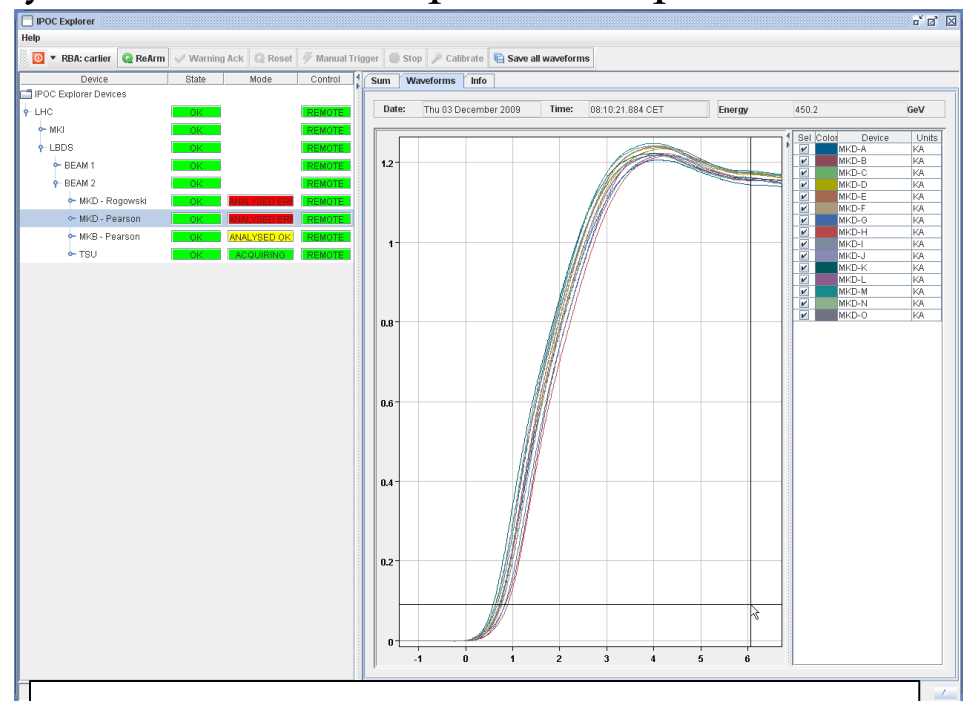 IPOC Explorer
Help
RBA: carlier ReArm Warning Ack Reset Manual Trigger Stop Calibrate Save all waveforms
Device State Mode Control
IPOC Explorer Devices
LHC OK REMOTE
MKI OK REMOTE
LBDS OK REMOTE
BEAM 1 OK REMOTE
BEAM 2 OK REMOTE
MKD - Rogowski OK ANALYSED ERR REMOTE
MKD - Pearson OK ANALYSED ERR REMOTE
MKB - Pearson OK ANALYSED OK REMOTE
TSU OK ACQUIRING REMOTE
Sum Waveforms Info
Date: Thu 03 December 2009 Time: 08:10:21.884 CET Energy 450.2 GeV
1.2
1
0.8
0.6
0.4
0.2
0
-1 0 1 2 3 4 5 6
Sel Color Device Units
MKD-A KA
MKD-B KA
MKD-C KA
MKD-D KA
MKD-E KA
MKD-F KA
MKD-G KA
MKD-H KA
MKD-I KA
MKD-J KA
MKD-K KA
MKD-L KA
MKD-M KA
MKD-N KA
MKD-O KA